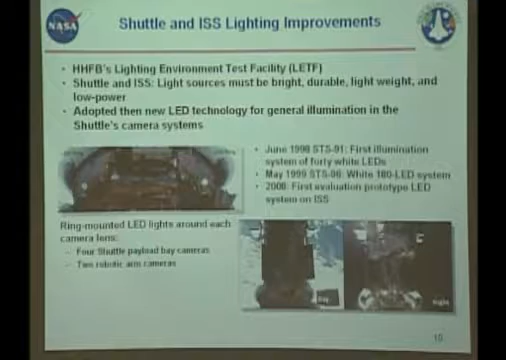 NASA
Shuttle and ISS Lighting Improvements
• HHFB's Lighting Environment Test Facility (LETF)
• Shuttle and ISS: Light sources must be bright, durable, light weight, and
low-power
• Adopted then new LED technology for general illumination in the
Shuttle's camera systems
• June 1998 STS-91: First illumination
system of forty white LEDs
• May 1999 STS-96: White 180-LED system
• 2008: First evaluation prototype LED
system on ISS
Ring-mounted LED lights around each
camera lens:
– Four Shuttle payload bay cameras
– Two robotic arm cameras
Day
Night
10